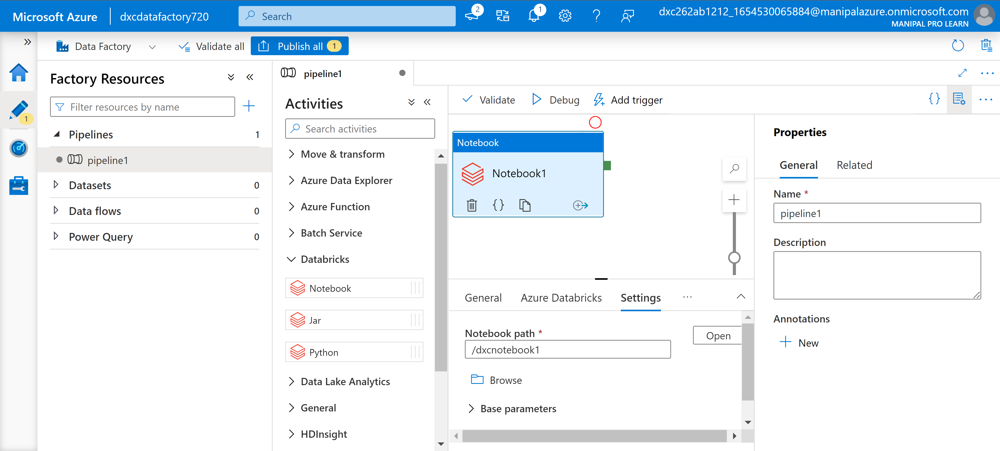 Microsoft Azure
dxcdatafactory720
Search
2
1
dxc262ab1212_1654530065884@manipalazure.onmicrosoft.com
MANIPAL PRO LEARN
Data Factory
Validate all
Publish all 1
1
Factory Resources
Filter resources by name
Pipelines 1
pipeline1
Datasets 0
Data flows 0
Power Query 0
pipeline1
Activities
Search activities
Move & transform
Azure Data Explorer
Azure Function
Batch Service
Databricks
Notebook
Jar
Python
Data Lake Analytics
General
HDInsight
Validate
Debug
Add trigger
Notebook
Notebook1
General
Azure Databricks
Settings
Notebook path *
/dxcnotebook1
Open
Browse
Base parameters
Properties
General
Related
Name *
pipeline1
Description
Annotations
New